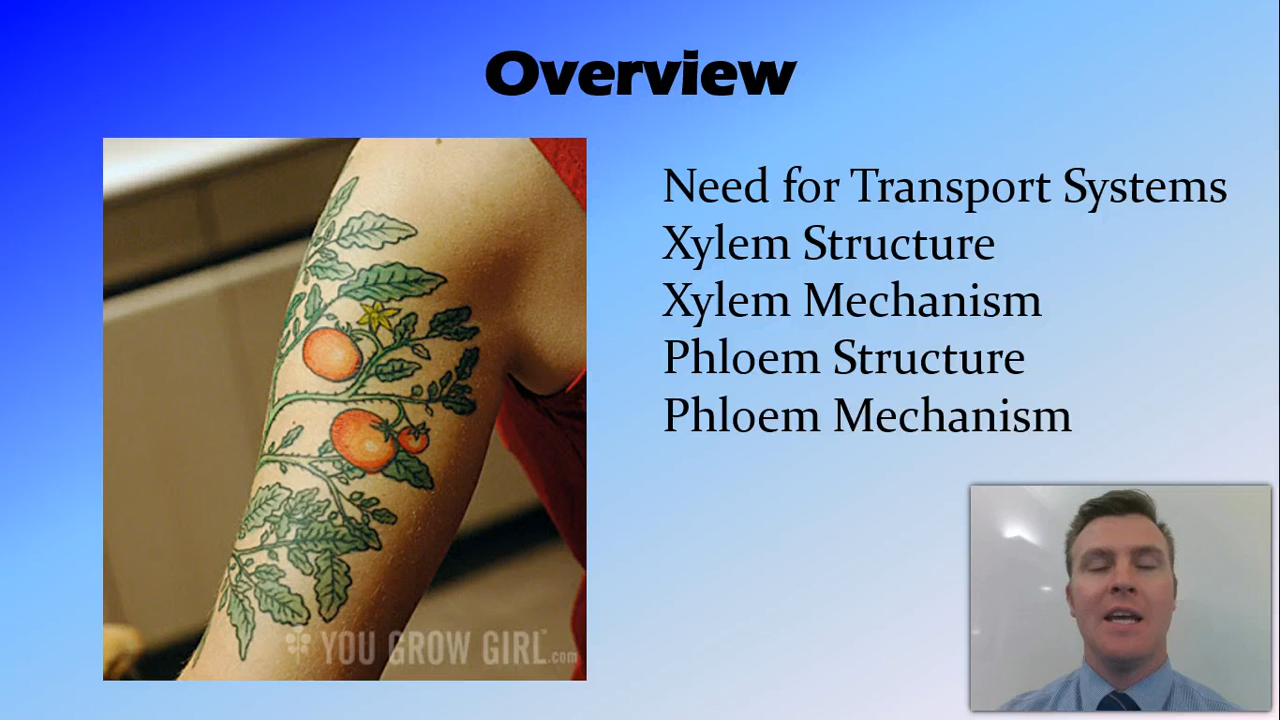 Overview
Need for Transport Systems
Xylem Structure
Xylem Mechanism
Phloem Structure
Phloem Mechanism
YOU GROW GIRL.com